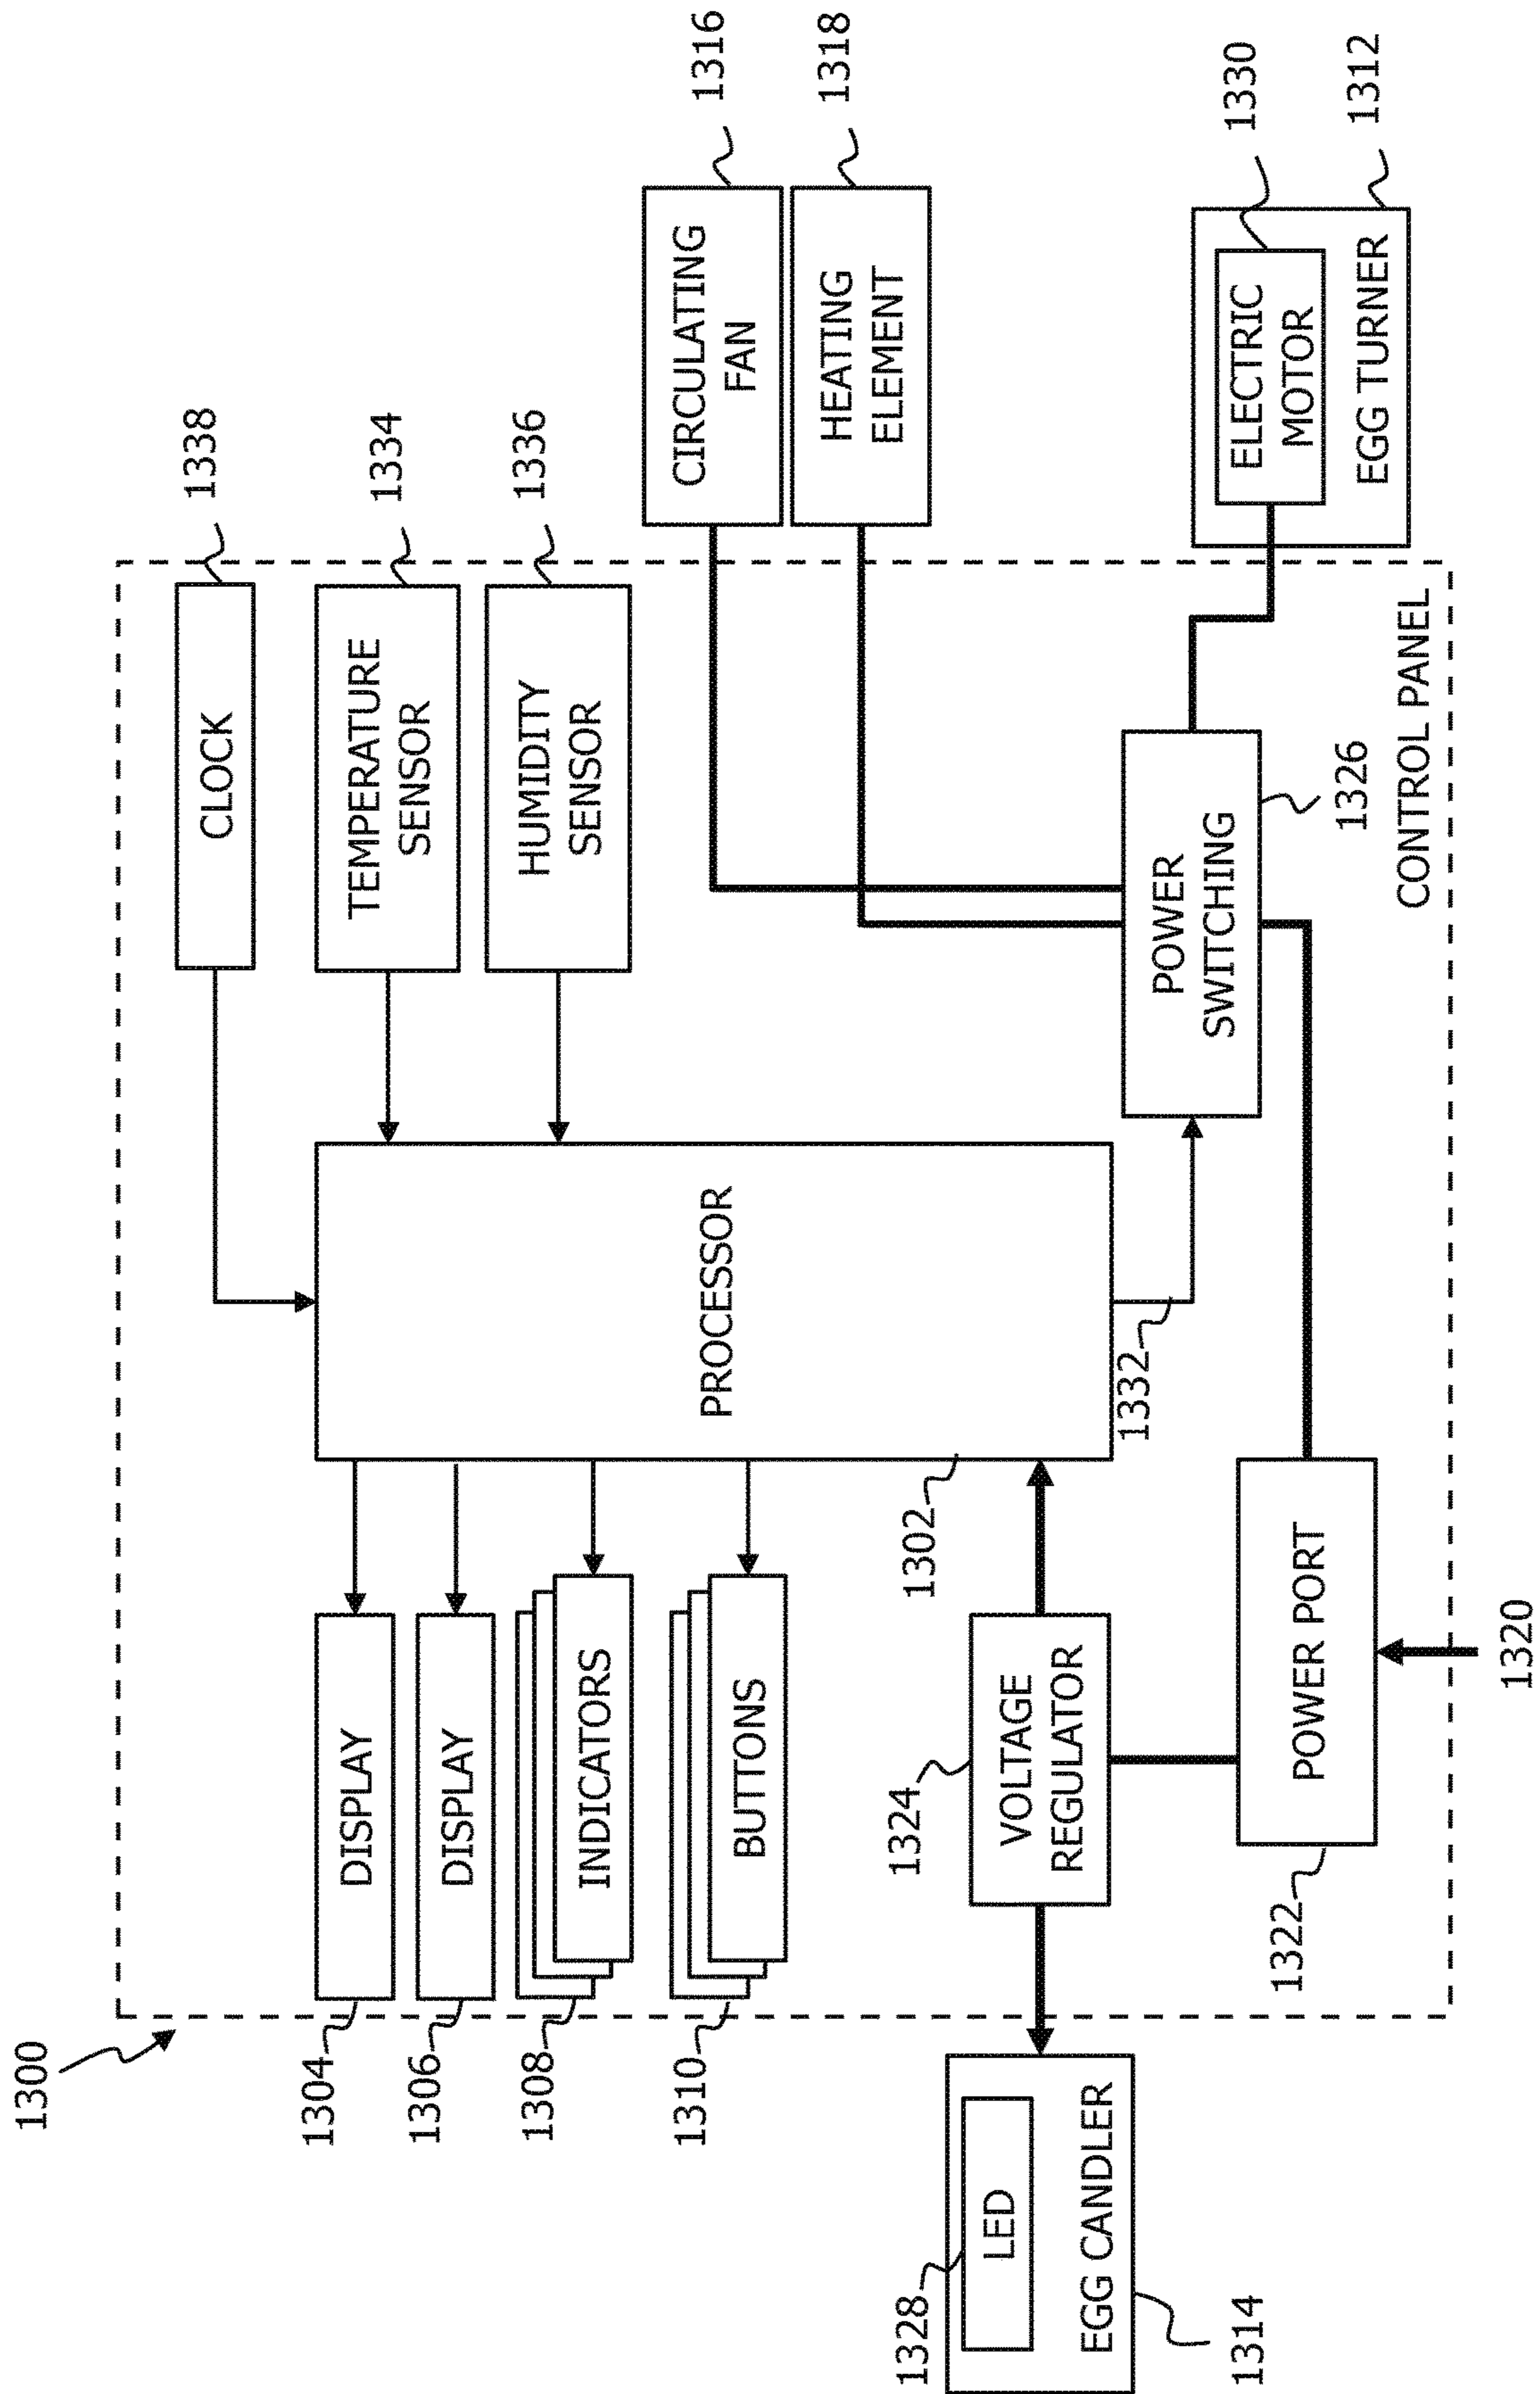 1300
1304
DISPLAY
1306
DISPLAY
1308
INDICATORS
1310
BUTTONS
CLOCK
1338
TEMPERATURE
SENSOR
1334
HUMIDITY
SENSOR
1336
PROCESSOR
1302
1332
CIRCULATING
FAN
1316
HEATING
ELEMENT
1318
1328
LED
EGG CANDLER
1314
1324
VOLTAGE
REGULATOR
POWER
SWITCHING
1326
ELECTRIC
MOTOR
1330
EGG TURNER
1312
1322
POWER PORT
1320
CONTROL PANEL